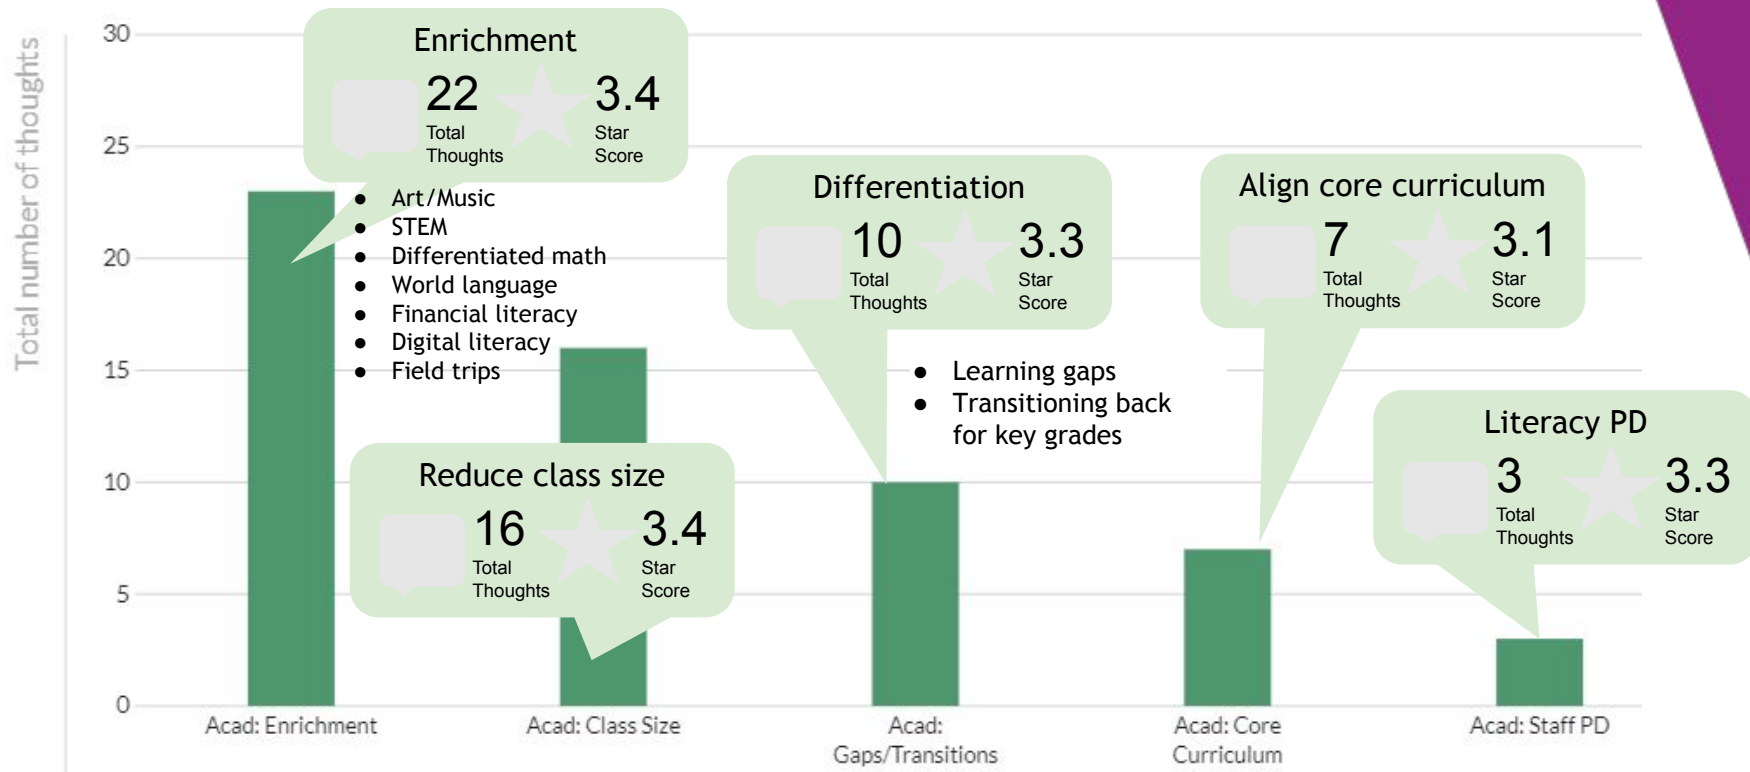 Total number of thoughts
30
25
20
15
10
5
0
Enrichment
22
Total
Thoughts
3.4
Star
Score
● Art/Music
● STEM
● Differentiated math
● World language
● Financial literacy
● Digital literacy
● Field trips
Reduce class size
16
Total
Thoughts
3.4
Star
Score
Differentiation
10
Total
Thoughts
3.3
Star
Score
● Learning gaps
● Transitioning back
for key grades
Align core curriculum
7
Total
Thoughts
3.1
Star
Score
Literacy PD
3
Total
Thoughts
3.3
Star
Score
Acad: Enrichment
Acad: Class Size
Acad:
Gaps/Transitions
Acad: Core
Curriculum
Acad: Staff PD